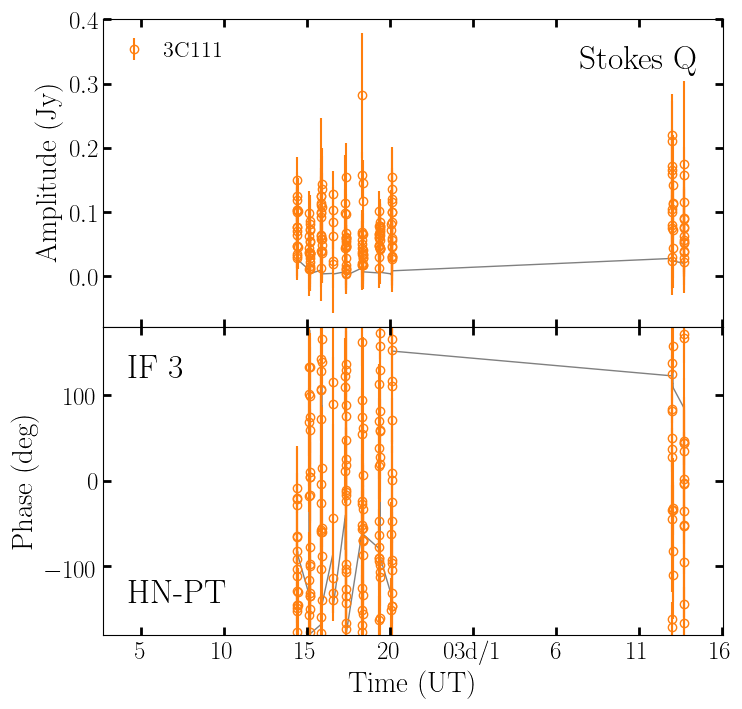 0.4
3C111
Stokes Q
0.3
0.2
0.1
0.0
Amplitude (Jy)
IF 3
100
0
−100
Phase (deg)
HN-PT
5 10 15 20 03d/1 6 11 16
Time (UT)